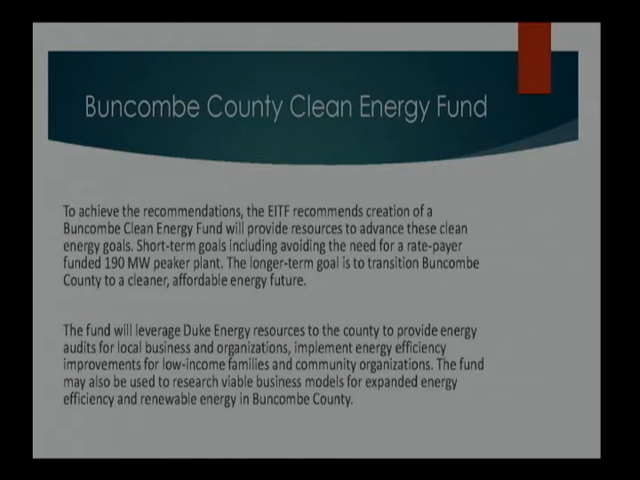 Buncombe County Clean Energy Fund
To achieve the recommendations, the EITF recommends creation of a
Buncombe Clean Energy Fund will provide resources to advance these clean
energy goals. Short-term goals including avoiding the need for a rate-payer
funded 190 MW peaker plant. The longer-term goal is to transition Buncombe
County to a cleaner, affordable energy future.
The fund will leverage Duke Energy resources to the county to provide energy
audits for local business and organizations, implement energy efficiency
improvements for low-income families and community organizations. The fund
may also be used to research viable business models for expanded energy
efficiency and renewable energy in Buncombe County.